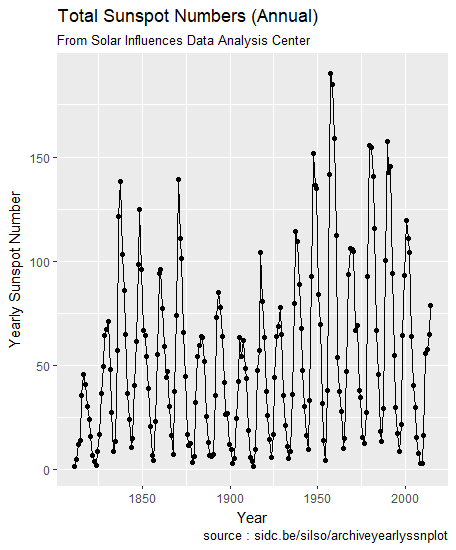 Total Sunspot Numbers (Annual)
From Solar Influences Data Analysis Center
Yearly Sunspot Number
150
100
50
0
1850 1900 1950 2000
Year
source : sidc.be/silso/archiveyearlyssnplot